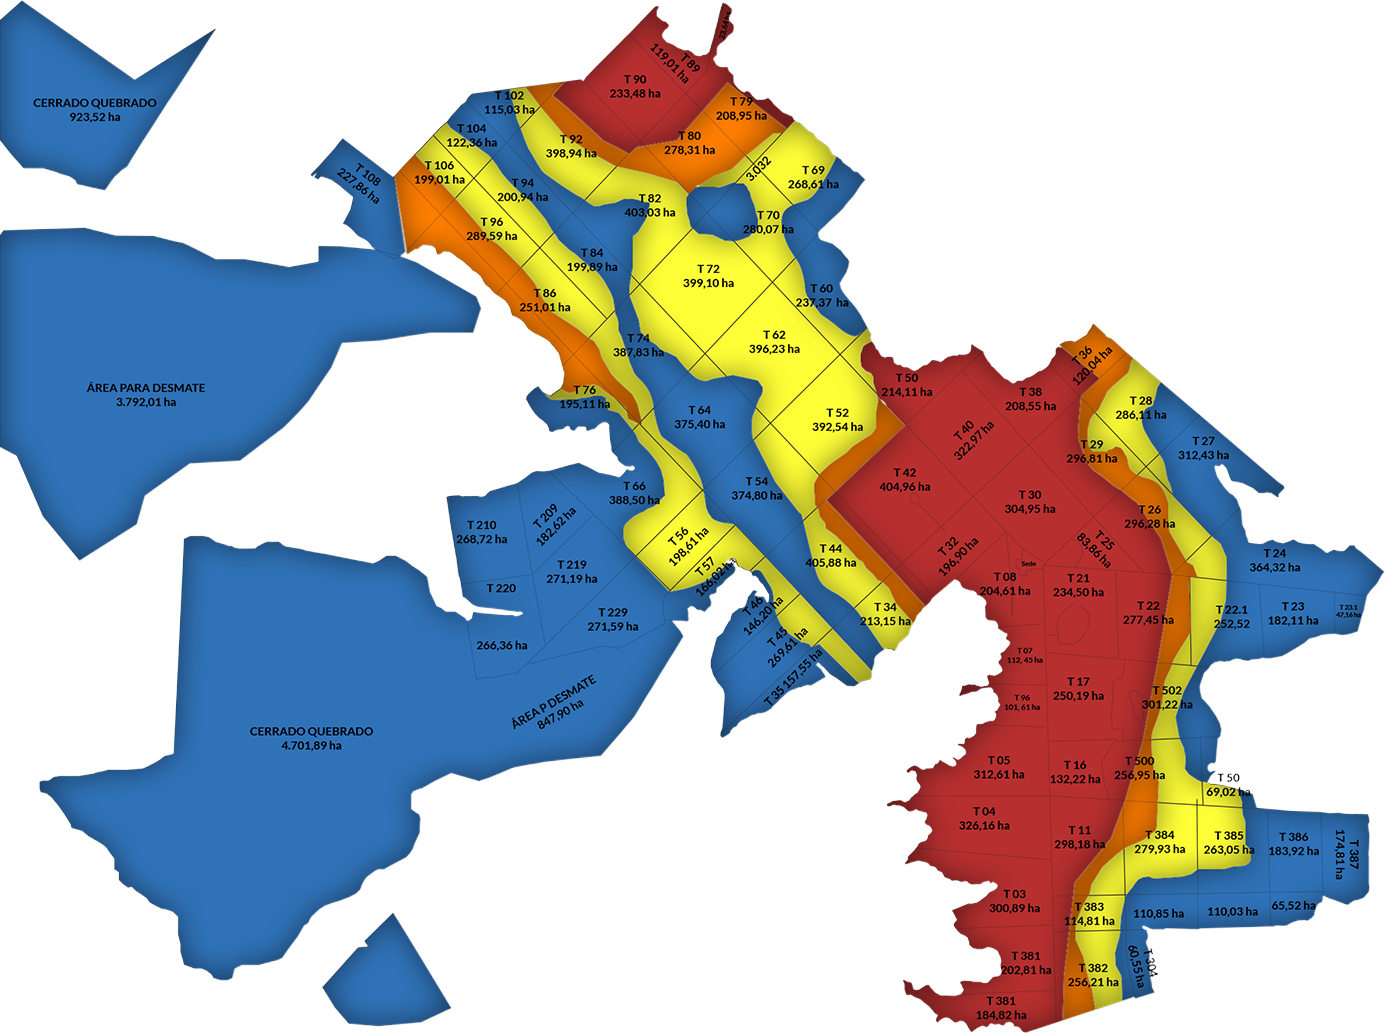 CERRADO QUEBRADO
923,52 ha
T 108
227,86 ha
ÁREA PARA DESMATE
3.792,01 ha
T 102
115,03 ha
T 104
122,36 ha
T 106
199,01 ha
T 92
398,94 ha
T 94
200,94 ha
T 96
289,59 ha
T 90
233,48 ha
T 89
119,01 ha
T 79
208,95 ha
T 80
278,31 ha
3.032
T 69
268,61 ha
T 82
403,03 ha
T 70
280,07 ha
T 84
199,89 ha
T 72
399,10 ha
T 86
251,01 ha
T 60
237,37 ha
T 74
387,83 ha
T 62
396,23 ha
T 76
195,11 ha
T 64
375,40 ha
T 52
392,54 ha
T 50
214,11 ha
T 38
208,55 ha
T 36
120,04 ha
T 28
286,11 ha
T 40
322,97 ha
T 29
296,81 ha
T 27
312,43 ha
T 66
388,50 ha
T 54
374,80 ha
T 42
404,96 ha
T 30
304,95 ha
T 26
296,28 ha
T 210
268,72 ha
T 209
182,62 ha
T 56
198,61 ha
T 57
166,02 ha
T 44
405,88 ha
T 32
196,90 ha
T 25
83,86 ha
Sede
T 24
364,32 ha
T 219
271,19 ha
T 220
T 229
271,59 ha
266,36 ha
T 46
146,20 ha
T 45
269,61 ha
T 35 157,55 ha
T 34
213,15 ha
T 08
204,61 ha
T 21
234,50 ha
T 22
277,45 ha
T 22.1
252,52
T 23
182,11 ha
T 23.1
47,16 ha
T 07
112,45 ha
T 96
101,61 ha
T 17
250,19 ha
T 502
301,22 ha
ÁREA P DESMATE
847,90 ha
CERRADO QUEBRADO
4.701,89 ha
T 05
312,61 ha
T 16
132,22 ha
T 500
256,95 ha
T 50
69,02 ha
T 04
326,16 ha
T 11
298,18 ha
T 384
279,93 ha
T 385
263,05 ha
T 386
183,92 ha
T 387
174,81 ha
T 03
300,89 ha
T 383
114,81 ha
110,85 ha
110,03 ha
65,52 ha
T 381
202,81 ha
T 382
256,21 ha
T 304
60,55 ha
T 381
184,82 ha